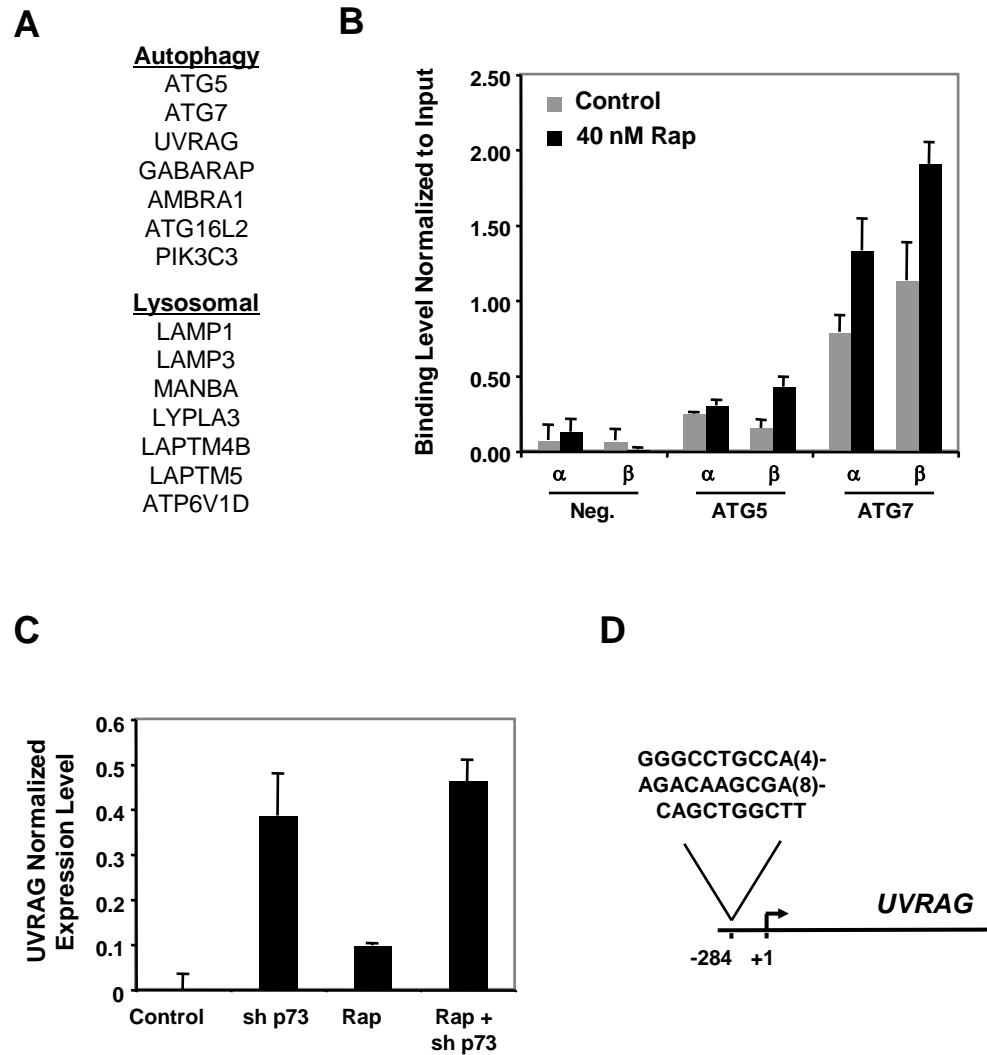 A
Autophagy
ATG5
ATG7
UVRAG
GABARAP
AMBRA1
ATG16L2
PIK3C3
Lysosomal
LAMP1
LAMP3
MANBA
LYPLA3
LAPTM4B
LAPTM5
ATP6V1D
B
Binding Level Normalized to Input
2.50
2.00
1.50
1.00
0.50
0.00
Control
40 nM Rap
α β α β α β
Neg. ATG5 ATG7
C
UVRAG Normalized
Expression Level
0.6
0.5
0.4
0.3
0.2
0.1
0
Control sh p73 Rap Rap +
sh p73
D
GGGCCTGCCA(4)-
AGACAAGCGA(8)-
CAGCTGGCTT
UVRAG
-284 +1